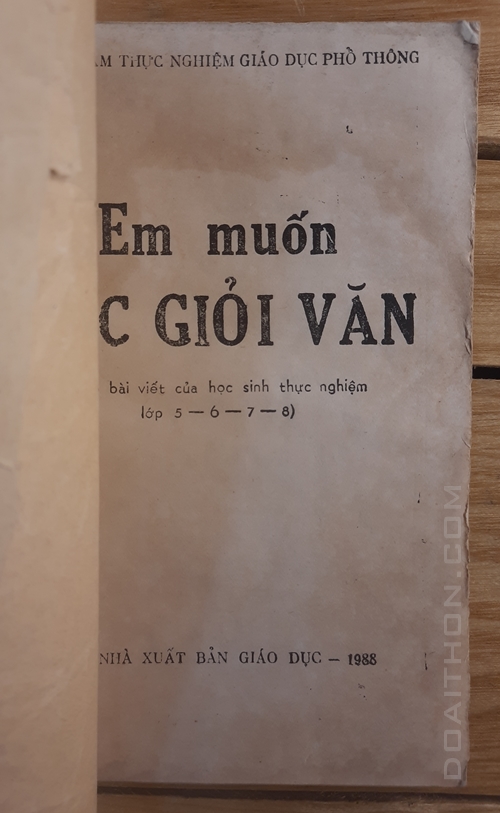 ÂM THỰC NGHIỆM GIÁO DỤC PHỔ THÔNG
Em muốn
C GIỎI VĂN
bài viết của học sinh thực nghiệm
lớp 5 — 6 — 7 — 8)
NHÀ XUẤT BẢN GIÁO DỤC — 1988
DOAITHON.COM